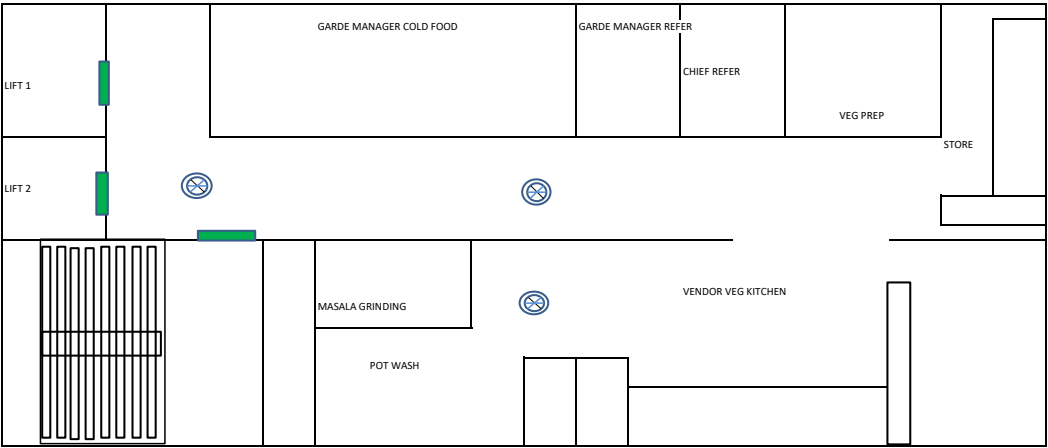 GARDE MANAGER COLD FOOD
GARDE MANAGER REFER
CHIEF REFER
LIFT 1
VEG PREP
STORE
LIFT 2
VENDOR VEG KITCHEN
MASALA GRINDING
POT WASH